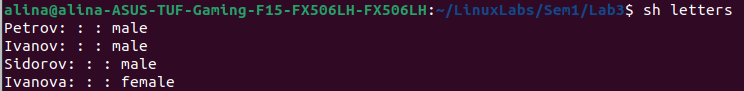 alina@alina-ASUS-TUF-Gaming-F15-FX506LH-FX506LH:~/LinuxLabs/Sem1/Lab3$ sh letters
Petrov: : : male
Ivanov: : : male
Sidorov: : : male
Ivanova: : : female